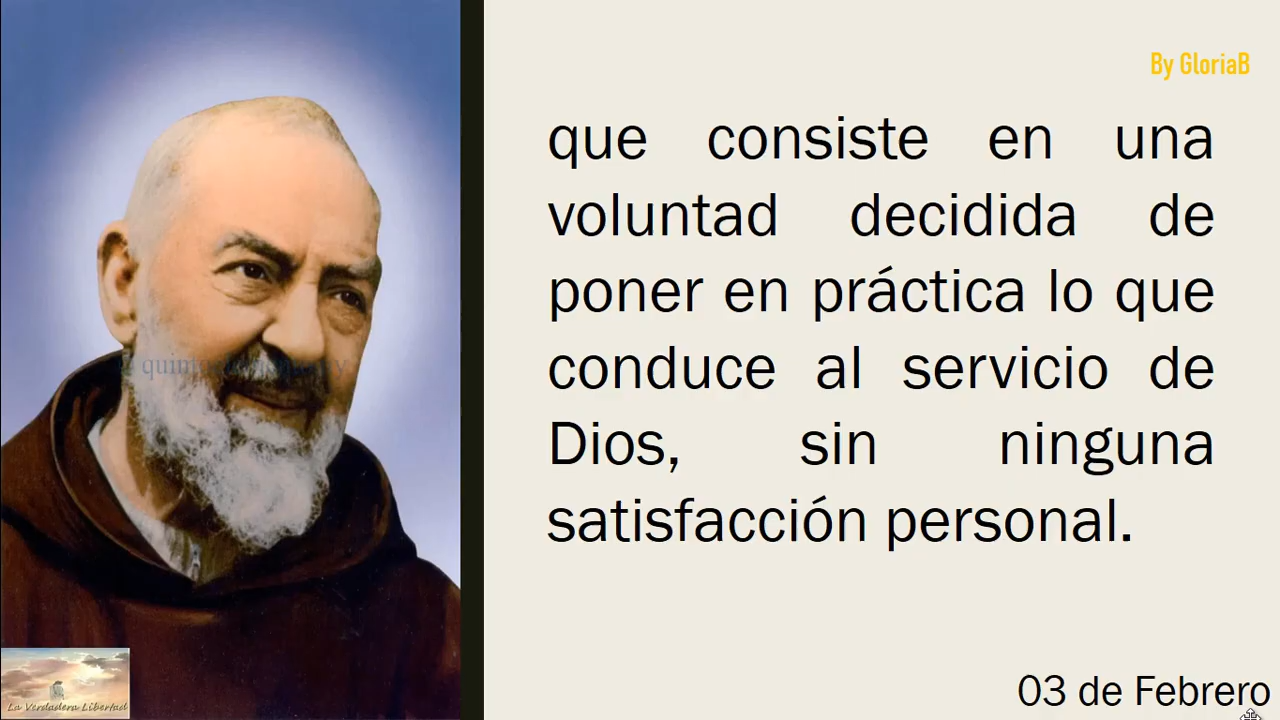 By GloriaB
que consiste en una
voluntad decidida de
poner en práctica lo que
conduce al servicio de
Dios, sin ninguna
satisfacción personal.
La Verdadera Libertad
03 de Febrero